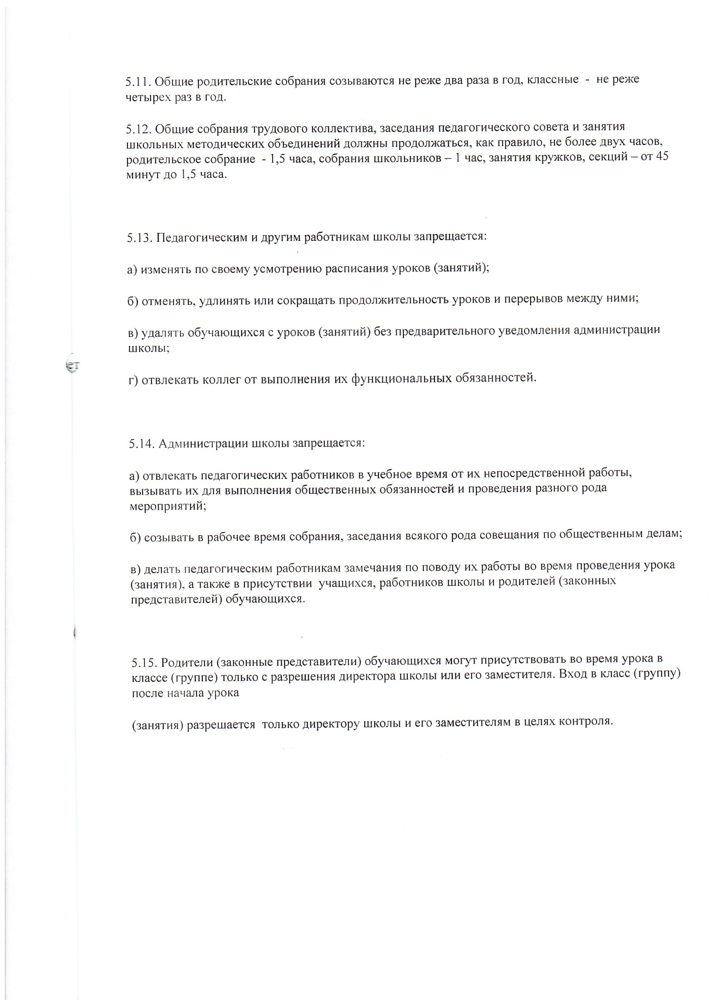 5.11. Общие родительские собрания созываются не реже два раза в год, классные  -  не реже
четырех раз в год.
5.12. Общие собрания трудового коллектива, заседания педагогического совета и занятия
школьных методических объединений должны продолжаться, как правило, не более двух часов,
родительское собрание  - 1,5 часа, собрания школьников – 1 час, занятия кружков, секций – от 45
минут до 1,5 часа.
5.13. Педагогическим и другим работникам школы запрещается:
а) изменять по своему усмотрению расписания уроков (занятий);
б) отменять, удлинять или сокращать продолжительность уроков и перерывов между ними;
в) удалять обучающихся с уроков (занятий) без предварительного уведомления администрации
школы;
ет
г) отвлекать коллег от выполнения их функциональных обязанностей.
5.14. Администрации школы запрещается:
а) отвлекать педагогических работников в учебное время от их непосредственной работы,
вызывать их для выполнения общественных обязанностей и проведения разного рода
мероприятий;
б) созывать в рабочее время собрания, заседания всякого рода совещания по общественным делам;
в) делать педагогическим работникам замечания по поводу их работы во время проведения урока
(занятия), а также в присутствии  учащихся, работников школы и родителей (законных
представителей) обучающихся.
5.15. Родители (законные представители) обучающихся могут присутствовать во время урока в
классе (группе) только с разрешения директора школы или его заместителя. Вход в класс (группу)
после начала урока
(занятия) разрешается  только директору школы и его заместителям в целях контроля.